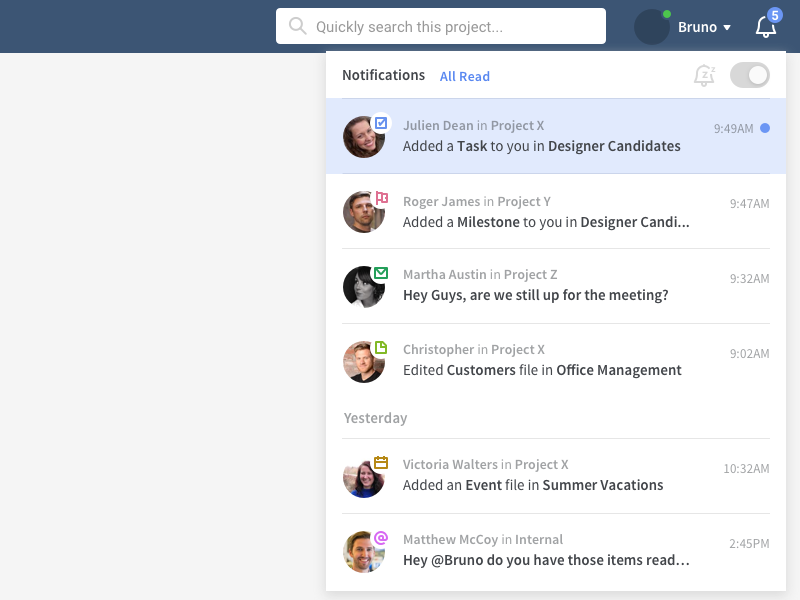 Quickly search this project...
Bruno
5
Notifications
All Read
z z
Julien Dean in Project X
9:49AM
Added a Task to you in Designer Candidates
Roger James in Project Y
9:47AM
Added a Milestone to you in Designer Candi...
Martha Austin in Project Z
9:32AM
Hey Guys, are we still up for the meeting?
Christopher in Project X
9:02AM
Edited Customers file in Office Management
Yesterday
Victoria Walters in Project X
10:32AM
Added an Event file in Summer Vacations
@
Matthew McCoy in Internal
2:45PM
Hey @Bruno do you have those items read...